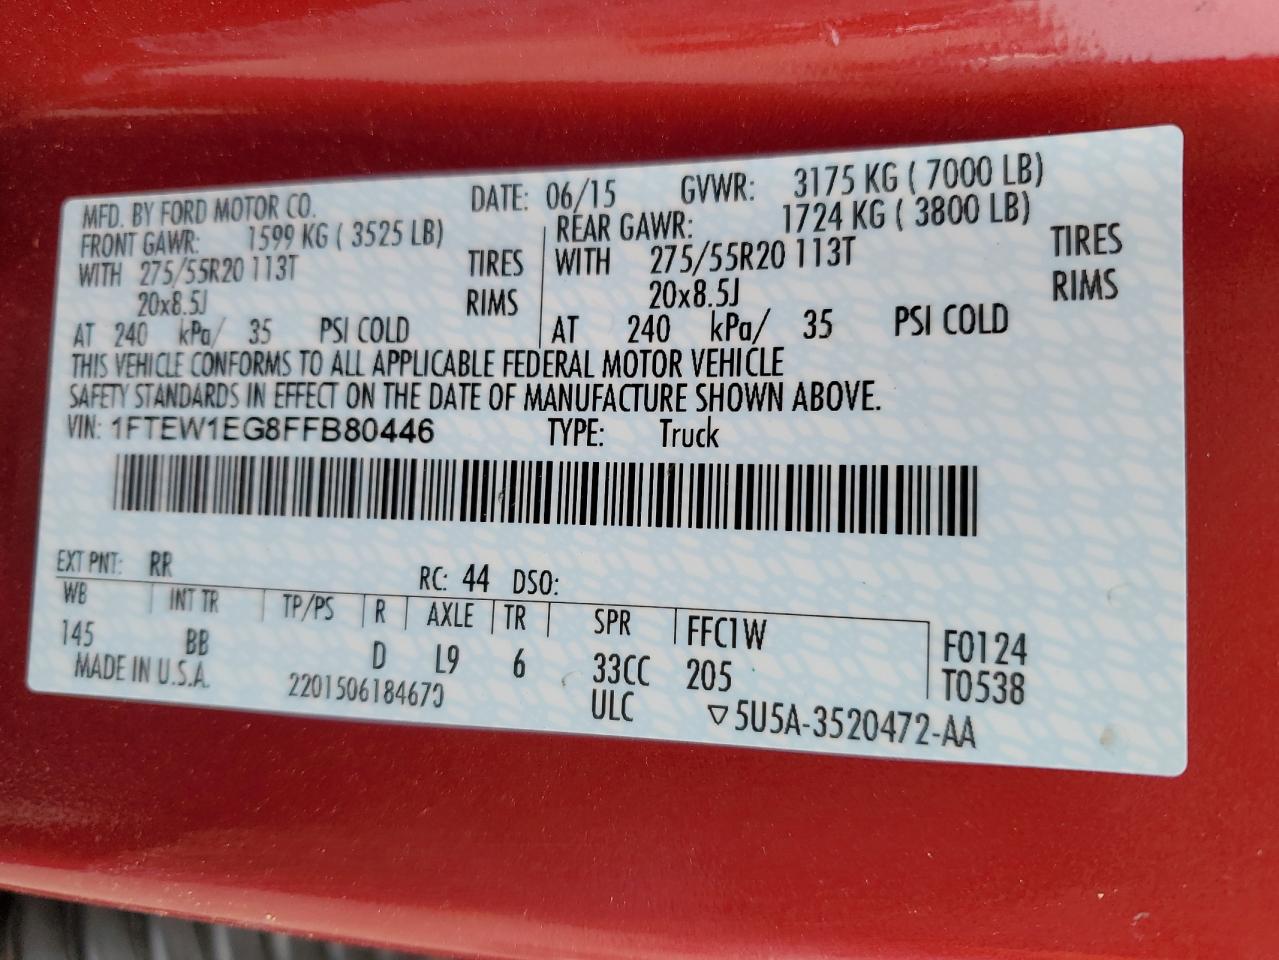 MFD. BY FORD MOTOR CO. DATE: 06/15 GVWR: 3175 KG ( 7000 LB)
FRONT GAWR: 1599 KG ( 3525 LB) REAR GAWR: 1724 KG ( 3800 LB)
WITH 275/55R20 113T TIRES WITH 275/55R20 113T TIRES
20x8.5J RIMS 20x8.5J RIMS
AT 240 kPa/ 35 PSI COLD AT 240 kPa/ 35 PSI COLD
THIS VEHICLE CONFORMS TO ALL APPLICABLE FEDERAL MOTOR VEHICLE
SAFETY STANDARDS IN EFFECT ON THE DATE OF MANUFACTURE SHOWN ABOVE.
VIN: 1FTEW1EG8FFB80446 TYPE: Truck
EXT PNT: RR RC: 44 DSO:
WB INT TR TP/PS R AXLE TR SPR FFC1W
145 BB D L9 6 33CC 205 F0124
MADE IN U.S.A. 2201506184670 ULC T0538
▽5U5A-3520472-AA